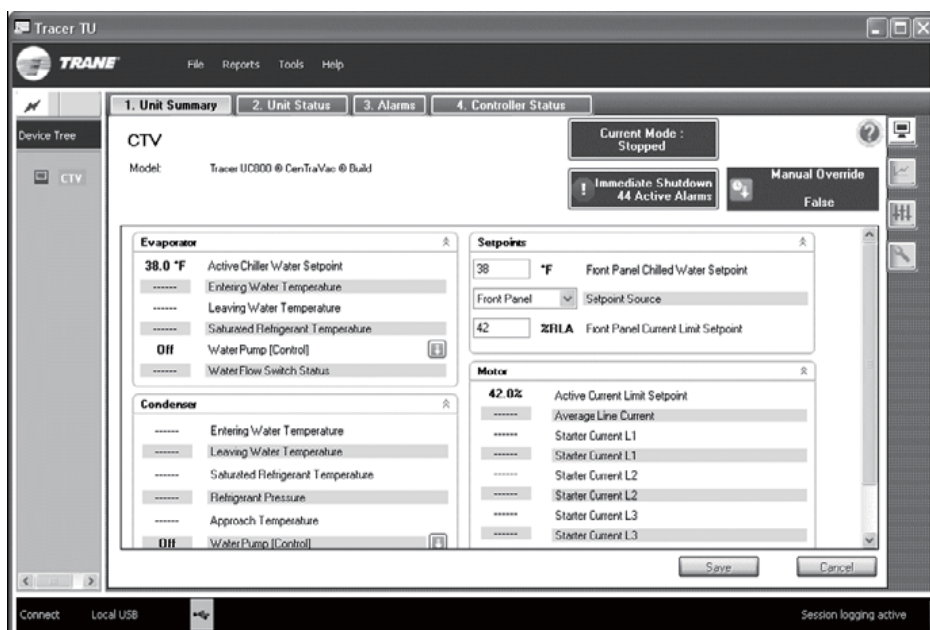 Tracer TU
TRANE
File Reports Tools Help
1. Unit Summary 2. Unit Status 3. Alarms 4. Controller Status
Device Tree
CTV
CTV
Model: Tracer UC800 ® CenTraVac ® Build
Current Mode :
Stopped
Immediate Shutdown
44 Active Alarms
Manual Override
False
Evaporator
38.0 °F Active Chiller Water Setpoint
------ Entering Water Temperature
------ Leaving Water Temperature
------ Saturated Refrigerant Temperature
Off Water Pump [Control]
------ Water Flow Switch Status
Condenser
------ Entering Water Temperature
------ Leaving Water Temperature
------ Saturated Refrigerant Temperature
------ Refrigerant Pressure
------ Approach Temperature
Off Water Pump [Control]
Setpoints
38 °F Front Panel Chilled Water Setpoint
Front Panel Setpoint Source
42 %RLA Front Panel Current Limit Setpoint
Motor
42.0% Active Current Limit Setpoint
------ Average Line Current
------ Starter Current L1
------ Starter Current L1
------ Starter Current L2
------ Starter Current L2
------ Starter Current L3
------ Starter Current L3
Save Cancel
Connect Local USB Session logging active